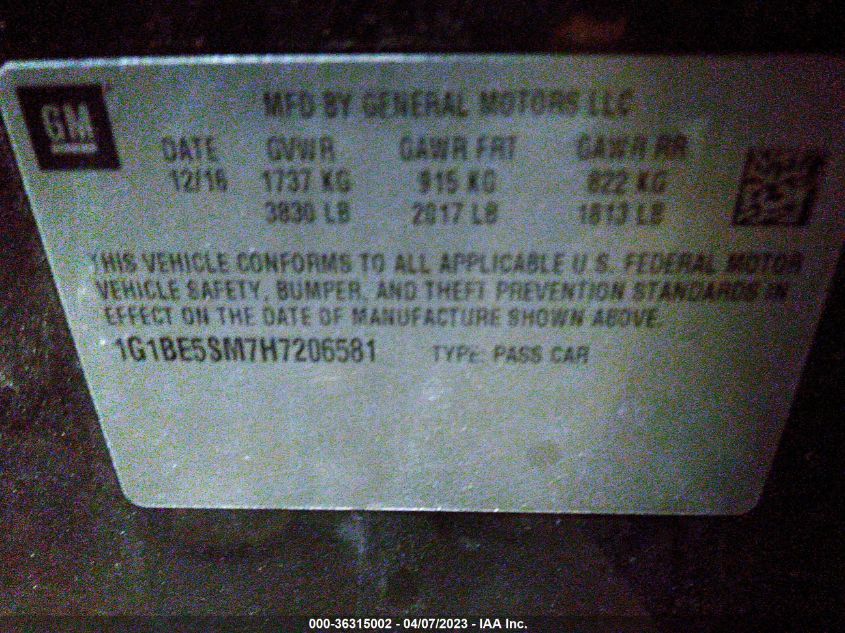 GM
MFD BY GENERAL MOTORS LLC
DATE GVWR GAWR FRT GAWR RR
12/16 1737 KG 915 KG 822 KG
3830 LB 2017 LB 1813 LB
THIS VEHICLE CONFORMS TO ALL APPLICABLE U.S. FEDERAL MOTOR
VEHICLE SAFETY, BUMPER, AND THEFT PREVENTION STANDARDS IN
EFFECT ON THE DATE OF MANUFACTURE SHOWN ABOVE.
1G1BE5SM7H7206581 TYPE: PASS CAR
000-36315002 - 04/07/2023 - IAA Inc.